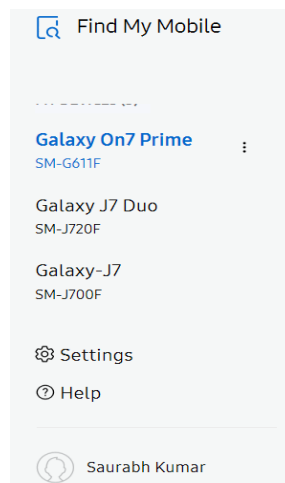 Find My Mobile
Galaxy On7 Prime
SM-G611F
Galaxy J7 Duo
SM-J720F
Galaxy-J7
SM-J700F
Settings
Help
Saurabh Kumar